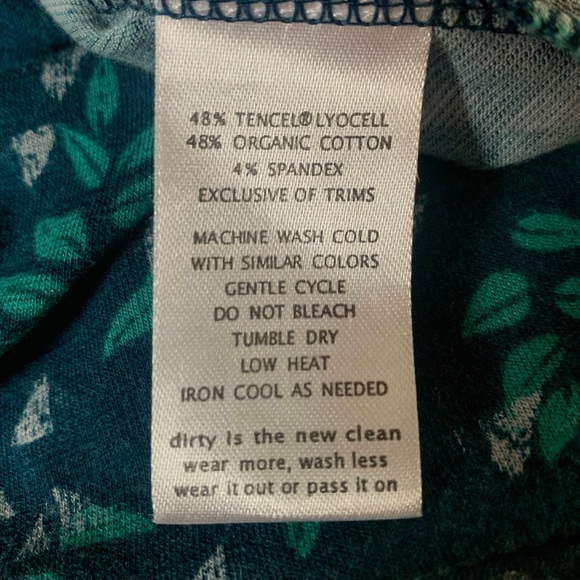 48% TENCEL®LYOCELL
48% ORGANIC COTTON
4% SPANDEX
EXCLUSIVE OF TRIMS
MACHINE WASH COLD
WITH SIMILAR COLORS
GENTLE CYCLE
DO NOT BLEACH
TUMBLE DRY
LOW HEAT
IRON COOL AS NEEDED
dirty is the new clean
wear more, wash less
wear it out or pass it on